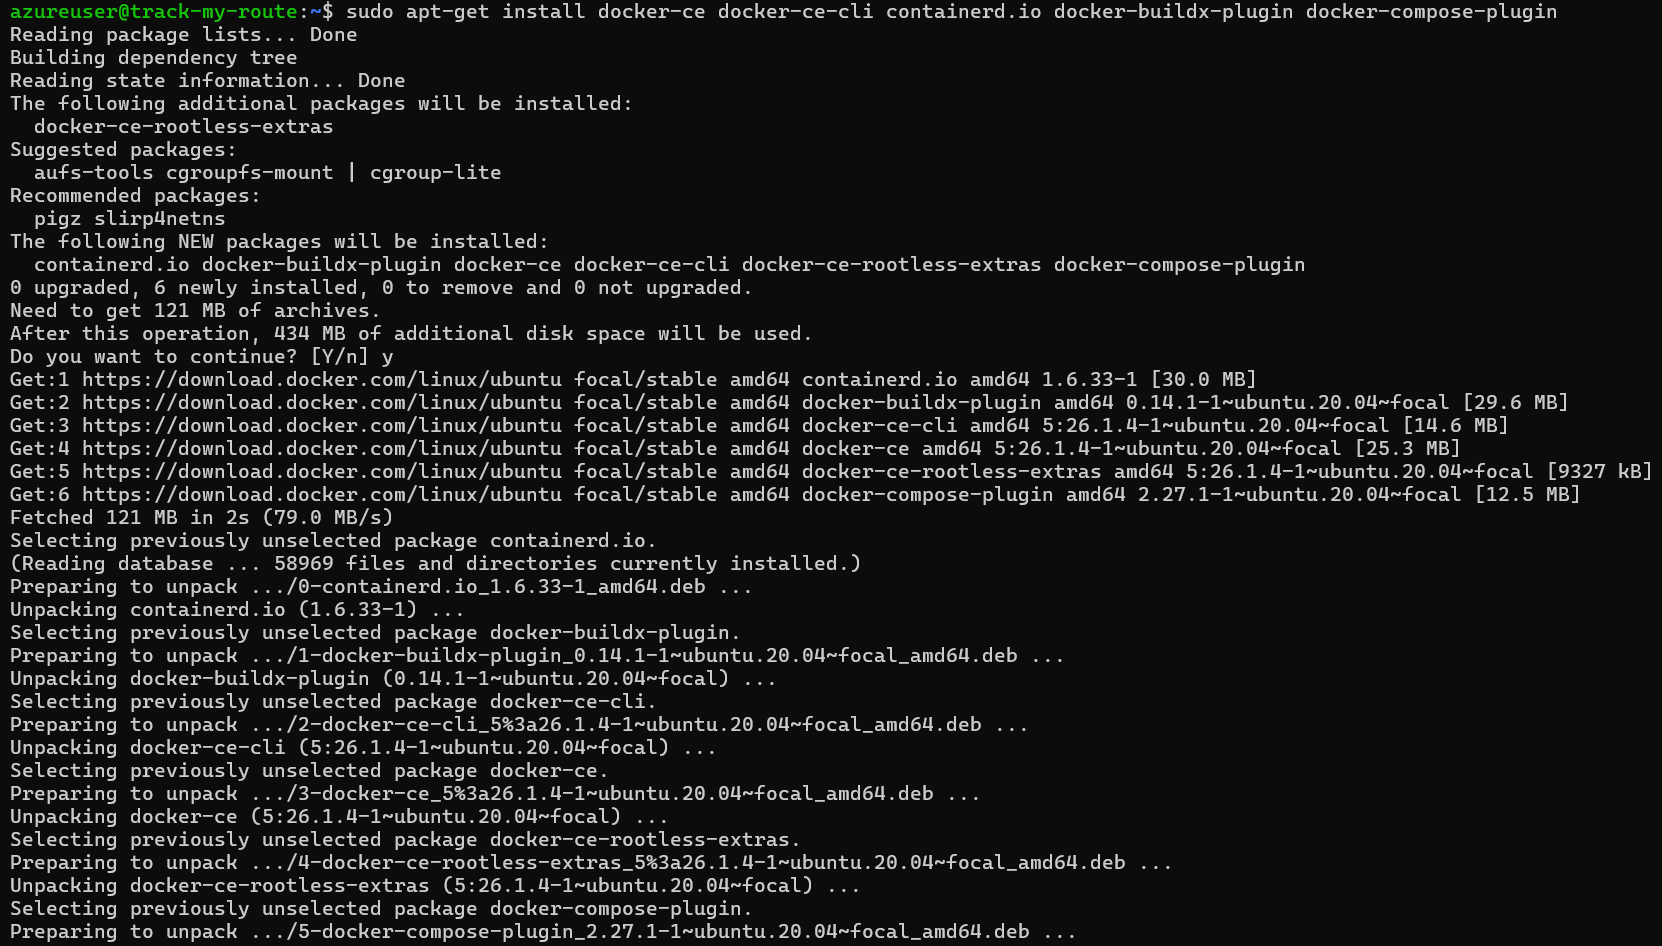 azureuser@track-my-route:~$ sudo apt-get install docker-ce docker-ce-cli containerd.io docker-buildx-plugin docker-compose-plugin
Reading package lists... Done
Building dependency tree
Reading state information... Done
The following additional packages will be installed:
  docker-ce-rootless-extras
Suggested packages:
  aufs-tools cgroupfs-mount | cgroup-lite
Recommended packages:
  pigz slirp4netns
The following NEW packages will be installed:
  containerd.io docker-buildx-plugin docker-ce docker-ce-cli docker-ce-rootless-extras docker-compose-plugin
0 upgraded, 6 newly installed, 0 to remove and 0 not upgraded.
Need to get 121 MB of archives.
After this operation, 434 MB of additional disk space will be used.
Do you want to continue? [Y/n] y
Get:1 https://download.docker.com/linux/ubuntu focal/stable amd64 containerd.io amd64 1.6.33-1 [30.0 MB]
Get:2 https://download.docker.com/linux/ubuntu focal/stable amd64 docker-buildx-plugin amd64 0.14.1-1~ubuntu.20.04~focal [29.6 MB]
Get:3 https://download.docker.com/linux/ubuntu focal/stable amd64 docker-ce-cli amd64 5:26.1.4-1~ubuntu.20.04~focal [14.6 MB]
Get:4 https://download.docker.com/linux/ubuntu focal/stable amd64 docker-ce amd64 5:26.1.4-1~ubuntu.20.04~focal [25.3 MB]
Get:5 https://download.docker.com/linux/ubuntu focal/stable amd64 docker-ce-rootless-extras amd64 5:26.1.4-1~ubuntu.20.04~focal [9327 kB]
Get:6 https://download.docker.com/linux/ubuntu focal/stable amd64 docker-compose-plugin amd64 2.27.1-1~ubuntu.20.04~focal [12.5 MB]
Fetched 121 MB in 2s (79.0 MB/s)
Selecting previously unselected package containerd.io.
(Reading database ... 58969 files and directories currently installed.)
Preparing to unpack .../0-containerd.io_1.6.33-1_amd64.deb ...
Unpacking containerd.io (1.6.33-1) ...
Selecting previously unselected package docker-buildx-plugin.
Preparing to unpack .../1-docker-buildx-plugin_0.14.1-1~ubuntu.20.04~focal_amd64.deb ...
Unpacking docker-buildx-plugin (0.14.1-1~ubuntu.20.04~focal) ...
Selecting previously unselected package docker-ce-cli.
Preparing to unpack .../2-docker-ce-cli_5%3a26.1.4-1~ubuntu.20.04~focal_amd64.deb ...
Unpacking docker-ce-cli (5:26.1.4-1~ubuntu.20.04~focal) ...
Selecting previously unselected package docker-ce.
Preparing to unpack .../3-docker-ce_5%3a26.1.4-1~ubuntu.20.04~focal_amd64.deb ...
Unpacking docker-ce (5:26.1.4-1~ubuntu.20.04~focal) ...
Selecting previously unselected package docker-ce-rootless-extras.
Preparing to unpack .../4-docker-ce-rootless-extras_5%3a26.1.4-1~ubuntu.20.04~focal_amd64.deb ...
Unpacking docker-ce-rootless-extras (5:26.1.4-1~ubuntu.20.04~focal) ...
Selecting previously unselected package docker-compose-plugin.
Preparing to unpack .../5-docker-compose-plugin_2.27.1-1~ubuntu.20.04~focal_amd64.deb ...